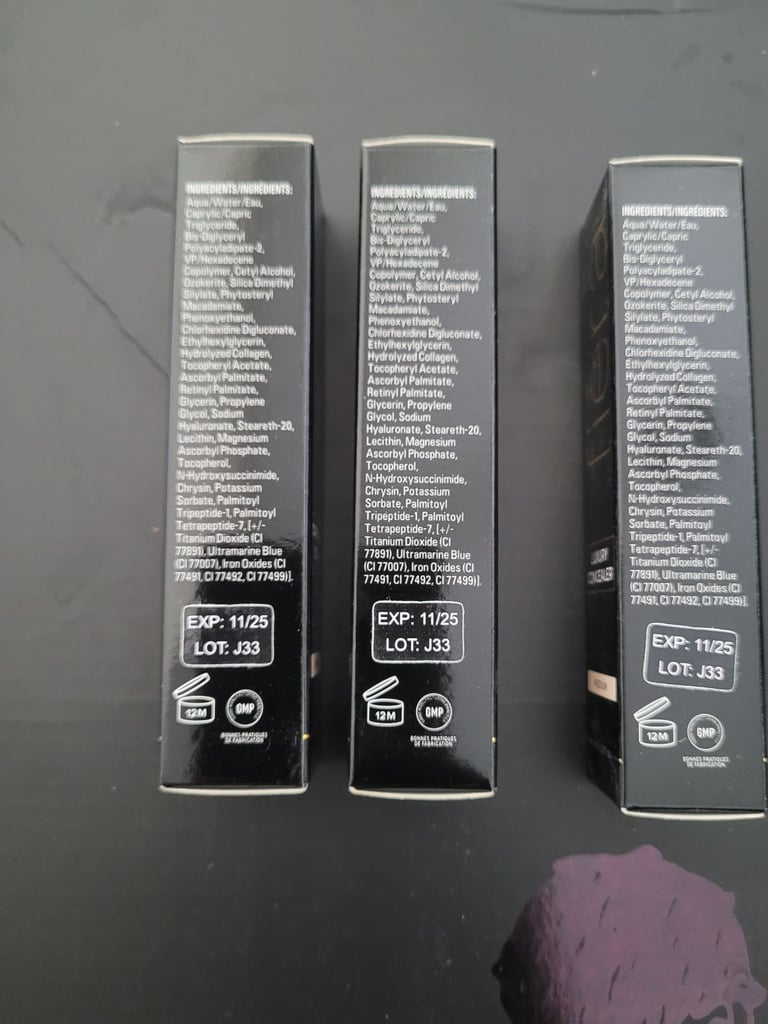 INGREDIENTS/INGRÉDIENTS:
Aqua/Water/Eau,
Caprylic/Capric
Triglyceride,
Bis-Diglyceryl
Polyacyladipate-2,
VP/Hexadecene
Copolymer, Cetyl Alcohol,
Ozokerite, Silica Dimethyl
Silylate, Phytosteryl
Macadamiate,
Phenoxyethanol,
Chlorhexidine Digluconate,
Ethylhexylglycerin,
Hydrolyzed Collagen,
Tocopheryl Acetate,
Ascorbyl Palmitate,
Retinyl Palmitate,
Glycerin, Propylene
Glycol, Sodium
Hyaluronate, Steareth-20,
Lecithin, Magnesium
Ascorbyl Phosphate,
Tocopherol,
N-Hydroxysuccinimide,
Chrysin, Potassium
Sorbate, Palmitoyl
Tripeptide-1, Palmitoyl
Tetrapeptide-7, [+/-
Titanium Dioxide (CI
77891), Ultramarine Blue
(CI 77007), Iron Oxides (CI
77491, CI 77492, CI 77499)].
EXP: 11/25
LOT: J33
12M
GMP
BONNES PRATIQUES
DE FABRICATION
INGREDIENTS/INGRÉDIENTS:
Aqua/Water/Eau,
Caprylic/Capric
Triglyceride,
Bis-Diglyceryl
Polyacyladipate-2,
VP/Hexadecene
Copolymer, Cetyl Alcohol,
Ozokerite, Silica Dimethyl
Silylate, Phytosteryl
Macadamiate,
Phenoxyethanol,
Chlorhexidine Digluconate,
Ethylhexylglycerin,
Hydrolyzed Collagen,
Tocopheryl Acetate,
Ascorbyl Palmitate,
Retinyl Palmitate,
Glycerin, Propylene
Glycol, Sodium
Hyaluronate, Steareth-20,
Lecithin, Magnesium
Ascorbyl Phosphate,
Tocopherol,
N-Hydroxysuccinimide,
Chrysin, Potassium
Sorbate, Palmitoyl
Tripeptide-1, Palmitoyl
Tetrapeptide-7, [+/-
Titanium Dioxide (CI
77891), Ultramarine Blue
(CI 77007), Iron Oxides (CI
77491, CI 77492, CI 77499)].
EXP: 11/25
LOT: J33
12M
GMP
BONNES PRATIQUES
DE FABRICATION
LUXURY
CONCEALER
INGREDIENTS/INGRÉDIENTS:
Aqua/Water/Eau,
Caprylic/Capric
Triglyceride,
Bis-Diglyceryl
Polyacyladipate-2,
VP/Hexadecene
Copolymer, Cetyl Alcohol,
Ozokerite, Silica Dimethyl
Silylate, Phytosteryl
Macadamiate,
Phenoxyethanol,
Chlorhexidine Digluconate,
Ethylhexylglycerin,
Hydrolyzed Collagen,
Tocopheryl Acetate,
Ascorbyl Palmitate,
Retinyl Palmitate,
Glycerin, Propylene
Glycol, Sodium
Hyaluronate, Steareth-20,
Lecithin, Magnesium
Ascorbyl Phosphate,
Tocopherol,
N-Hydroxysuccinimide,
Chrysin, Potassium
Sorbate, Palmitoyl
Tripeptide-1, Palmitoyl
Tetrapeptide-7, [+/-
Titanium Dioxide (CI
77891), Ultramarine Blue
(CI 77007), Iron Oxides (CI
77491, CI 77492, CI 77499)].
EXP: 11/25
LOT: J33
12M
GMP
BONNES PRATIQUES
DE FABRICATION